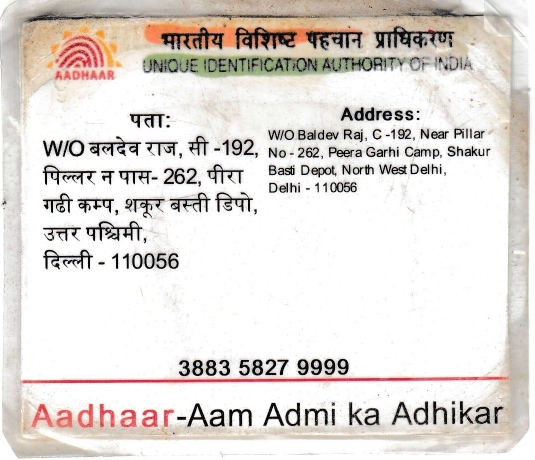 भारतीय विशिष्ट पहचान प्राधिकरण
AADHAAR
UNIQUE IDENTIFICATION AUTHORITY OF INDIA
पता:
W/O बलदेव राज, सी -192,
पिल्लर न पास- 262, पीरा
गढी कम्प, शकूर बस्ती डिपो,
उत्तर पश्चिमी,
दिल्ली - 110056
Address:
W/O Baldev Raj, C -192, Near Pillar
No - 262, Peera Garhi Camp, Shakur
Basti Depot, North West Delhi,
Delhi - 110056
3883 5827 9999
Aadhaar-Aam Admi ka Adhikar